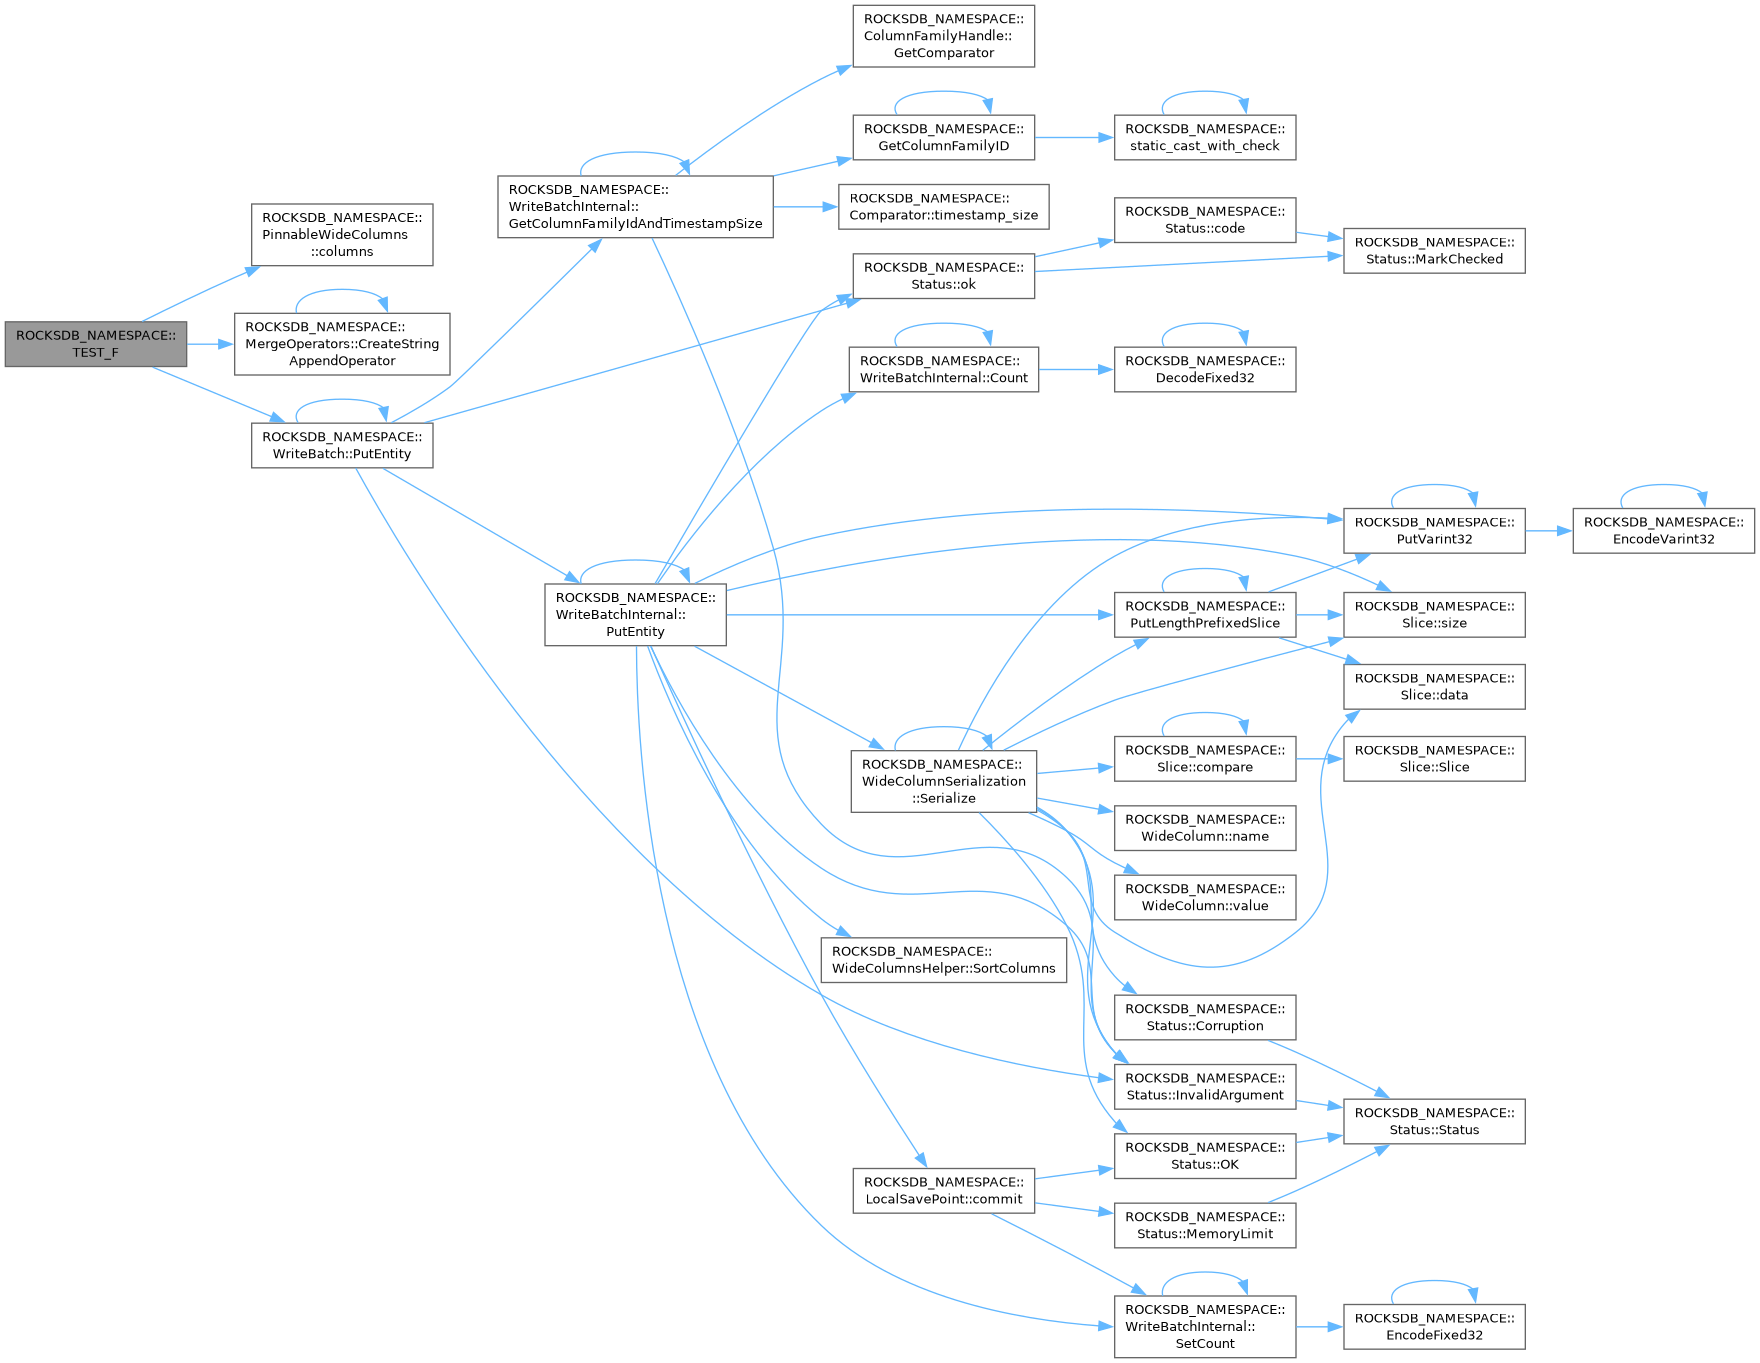 ROCKSDB_NAMESPACE::
TEST_F
ROCKSDB_NAMESPACE::
PinnableWideColumns
::columns
ROCKSDB_NAMESPACE::
MergeOperators::CreateString
AppendOperator
ROCKSDB_NAMESPACE::
WriteBatch::PutEntity
ROCKSDB_NAMESPACE::
WriteBatchInternal::
GetColumnFamilyIdAndTimestampSize
ROCKSDB_NAMESPACE::
WriteBatchInternal::
PutEntity
ROCKSDB_NAMESPACE::
ColumnFamilyHandle::
GetComparator
ROCKSDB_NAMESPACE::
GetColumnFamilyID
ROCKSDB_NAMESPACE::
Comparator::timestamp_size
ROCKSDB_NAMESPACE::
Status::ok
ROCKSDB_NAMESPACE::
WriteBatchInternal::Count
ROCKSDB_NAMESPACE::
WideColumnSerialization
::Serialize
ROCKSDB_NAMESPACE::
WideColumnsHelper::SortColumns
ROCKSDB_NAMESPACE::
LocalSavePoint::commit
ROCKSDB_NAMESPACE::
static_cast_with_check
ROCKSDB_NAMESPACE::
Status::code
ROCKSDB_NAMESPACE::
DecodeFixed32
ROCKSDB_NAMESPACE::
PutLengthPrefixedSlice
ROCKSDB_NAMESPACE::
Slice::compare
ROCKSDB_NAMESPACE::
WideColumn::name
ROCKSDB_NAMESPACE::
WideColumn::value
ROCKSDB_NAMESPACE::
Status::Corruption
ROCKSDB_NAMESPACE::
Status::InvalidArgument
ROCKSDB_NAMESPACE::
Status::OK
ROCKSDB_NAMESPACE::
Status::MemoryLimit
ROCKSDB_NAMESPACE::
WriteBatchInternal::
SetCount
ROCKSDB_NAMESPACE::
Status::MarkChecked
ROCKSDB_NAMESPACE::
PutVarint32
ROCKSDB_NAMESPACE::
Slice::size
ROCKSDB_NAMESPACE::
Slice::data
ROCKSDB_NAMESPACE::
Slice::Slice
ROCKSDB_NAMESPACE::
Status::Status
ROCKSDB_NAMESPACE::
EncodeFixed32
ROCKSDB_NAMESPACE::
EncodeVarint32